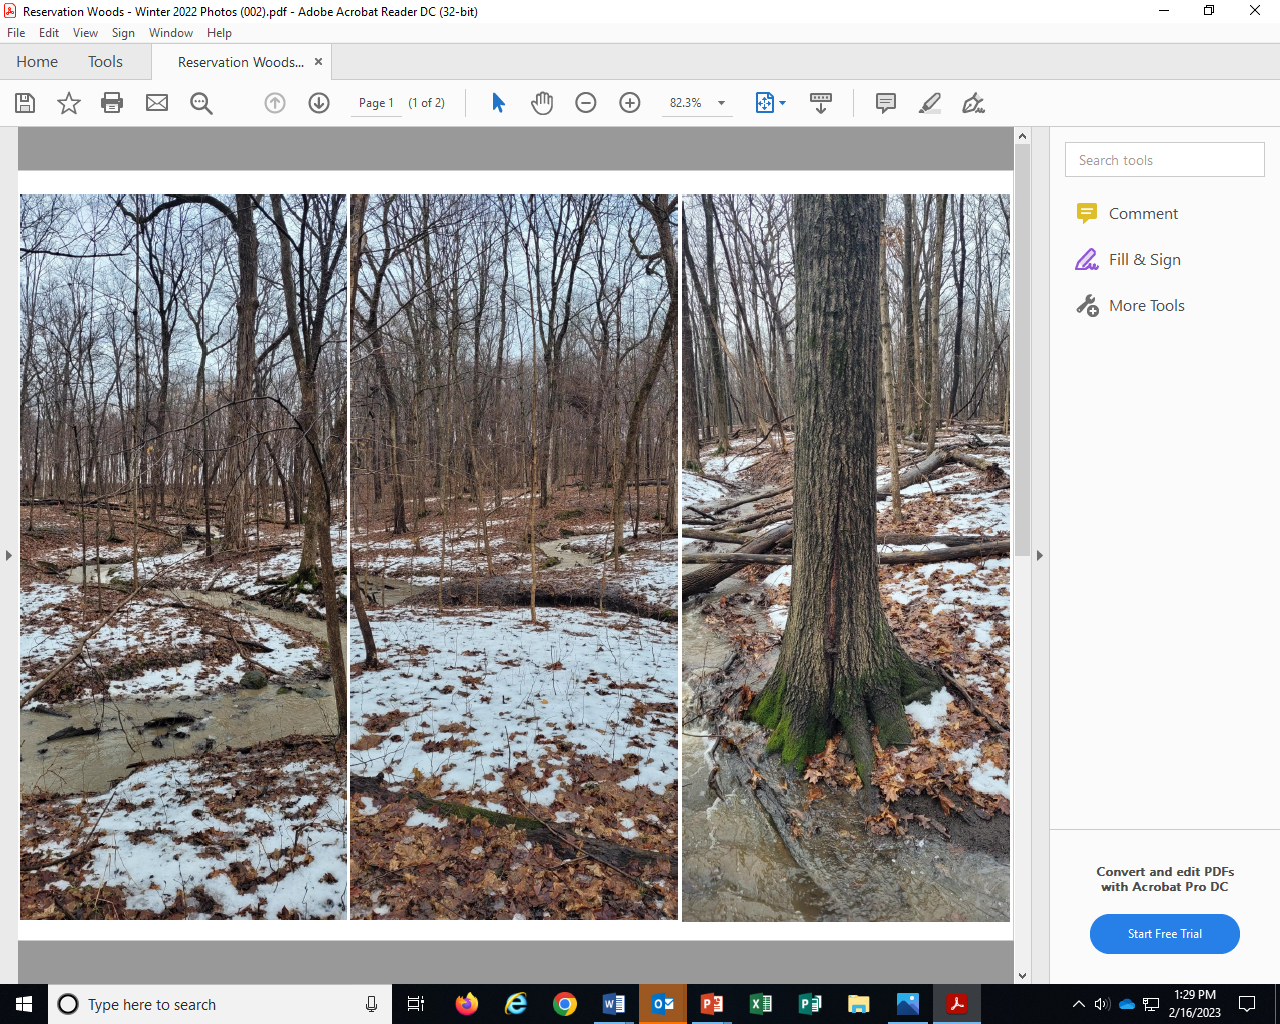 Reservation Woods - Winter 2022 Photos (002).pdf - Adobe Acrobat Reader DC (32-bit)
File Edit View Sign Window Help
Home Tools Reservation Woods... ×
Page 1 (1 of 2) 82.3%
Search tools
Comment
Fill & Sign
More Tools
Convert and edit PDFs
with Acrobat Pro DC
Start Free Trial
Type here to search
1:29 PM
2/16/2023